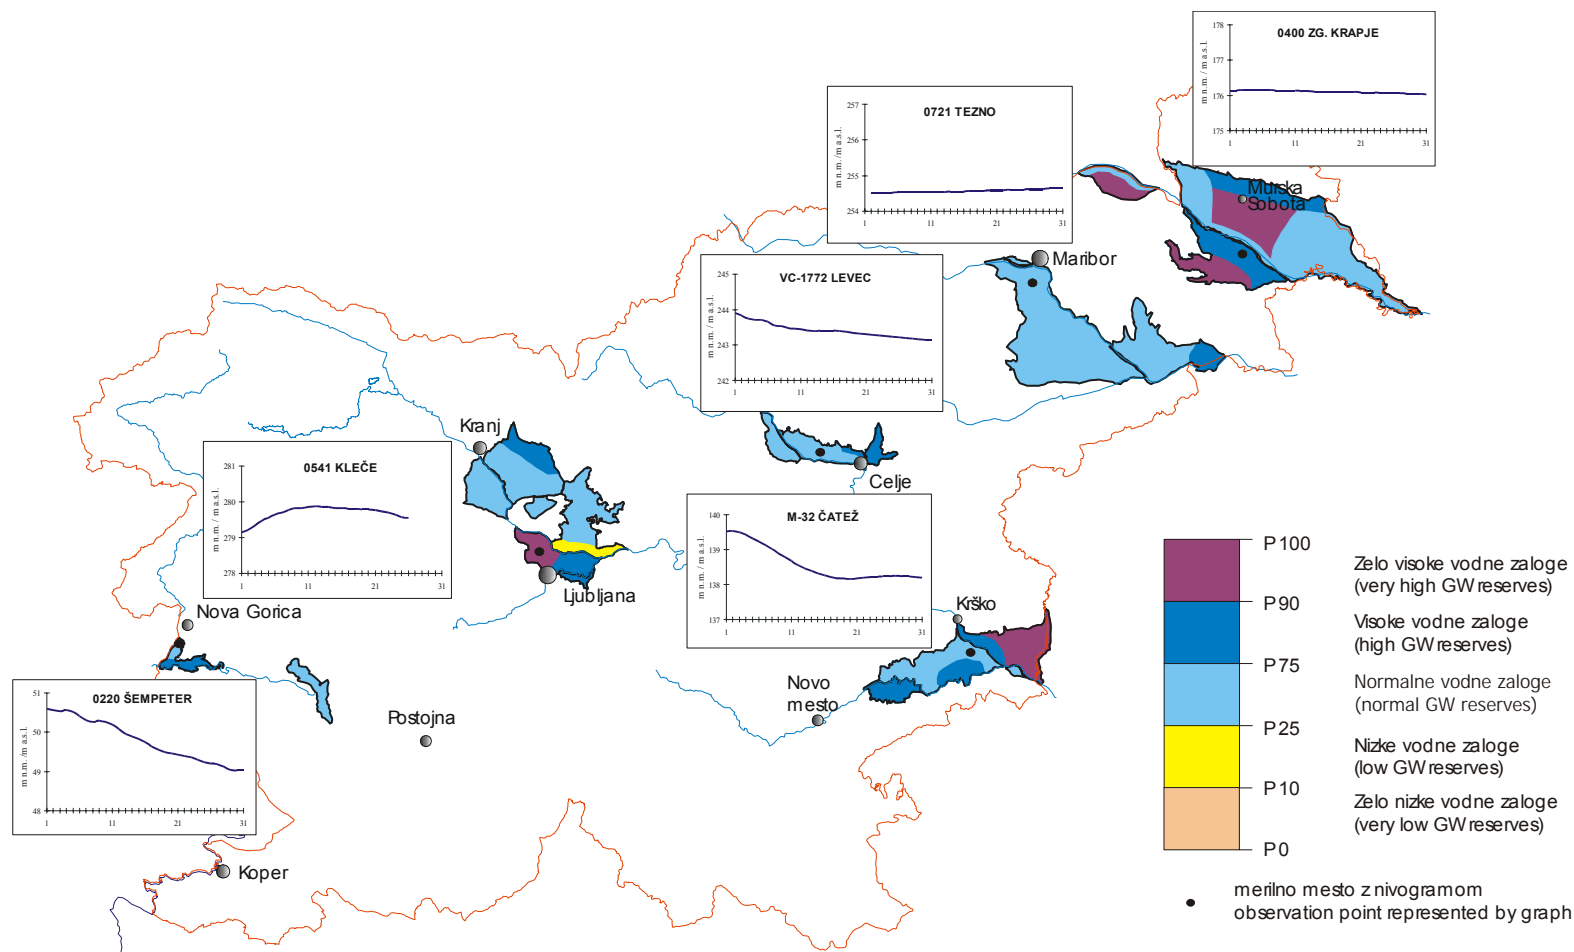 0400 ZG. KRAPJE
m n.m. / m a.s.l.
178
177
176
175
1
11
21
31
0721 TEZNO
m n.m. /m a.s.l.
257
256
255
254
1
11
21
31
VC-1772 LEVEC
m n.m. / m a.s.l.
245
244
243
242
1
11
21
31
0541 KLEČE
m n.m. / m a.s.l.
281
280
279
278
1
11
21
31
M-32 ČATEŽ
m n.m. / m a.s.l.
140
139
138
137
1
11
21
31
0220 ŠEMPETER
m n.m. /m a.s.l.
51
50
49
48
1
11
21
31
Murska
Sobota
Maribor
Kranj
Celje
Ljubljana
Nova Gorica
Krško
Novo
mesto
Postojna
Koper
P 100
Zelo visoke vodne zaloge
(very high GW reserves)
P 90
Visoke vodne zaloge
(high GW reserves)
P 75
Normalne vodne zaloge
(normal GW reserves)
P 25
Nizke vodne zaloge
(low GW reserves)
P 10
Zelo nizke vodne zaloge
(very low GW reserves)
P 0
merilno mesto z nivogramom
observation point represented by graph